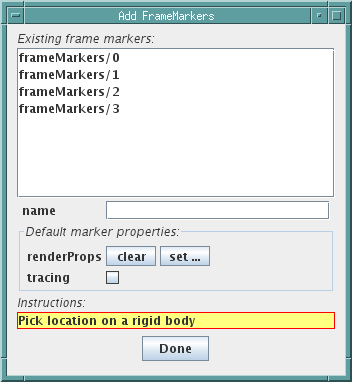 Add FrameMarkers
Existing frame markers:
frameMarkers/0
frameMarkers/1
frameMarkers/2
frameMarkers/3
name
Default marker properties:
renderProps clear set ...
tracing
Instructions:
Pick location on a rigid body
Done